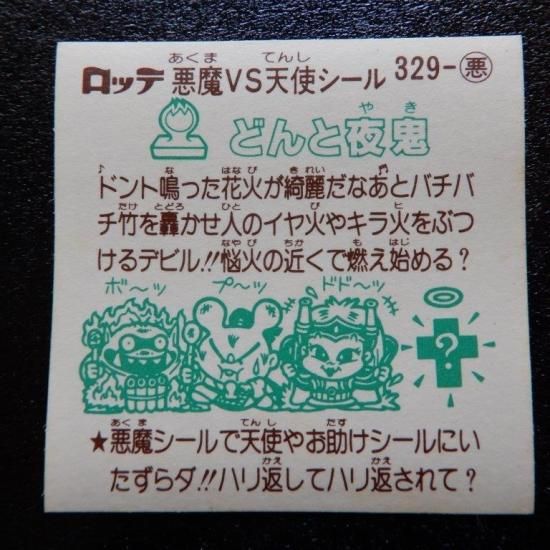 ロッテ 悪魔VS天使シール 329-悪
あくま てんし
どんと夜鬼
やき
♪ドント鳴った花火が綺麗だなあ♬とバチバ
な はなび きれい
チ竹を轟かせ人のイヤ火やキラ火をぶつ
たけ とどろ ひと び ヒ
けるデビル!!悩火の近くで燃え始める?
なやび ちか も はじ
ボ〜ッ プ〜ッ ドド〜ッ
?
★悪魔シールで天使やお助けシールにい
あくま てんし たす
たずらダ!!ハリ返してハリ返されて?
かえ かえ